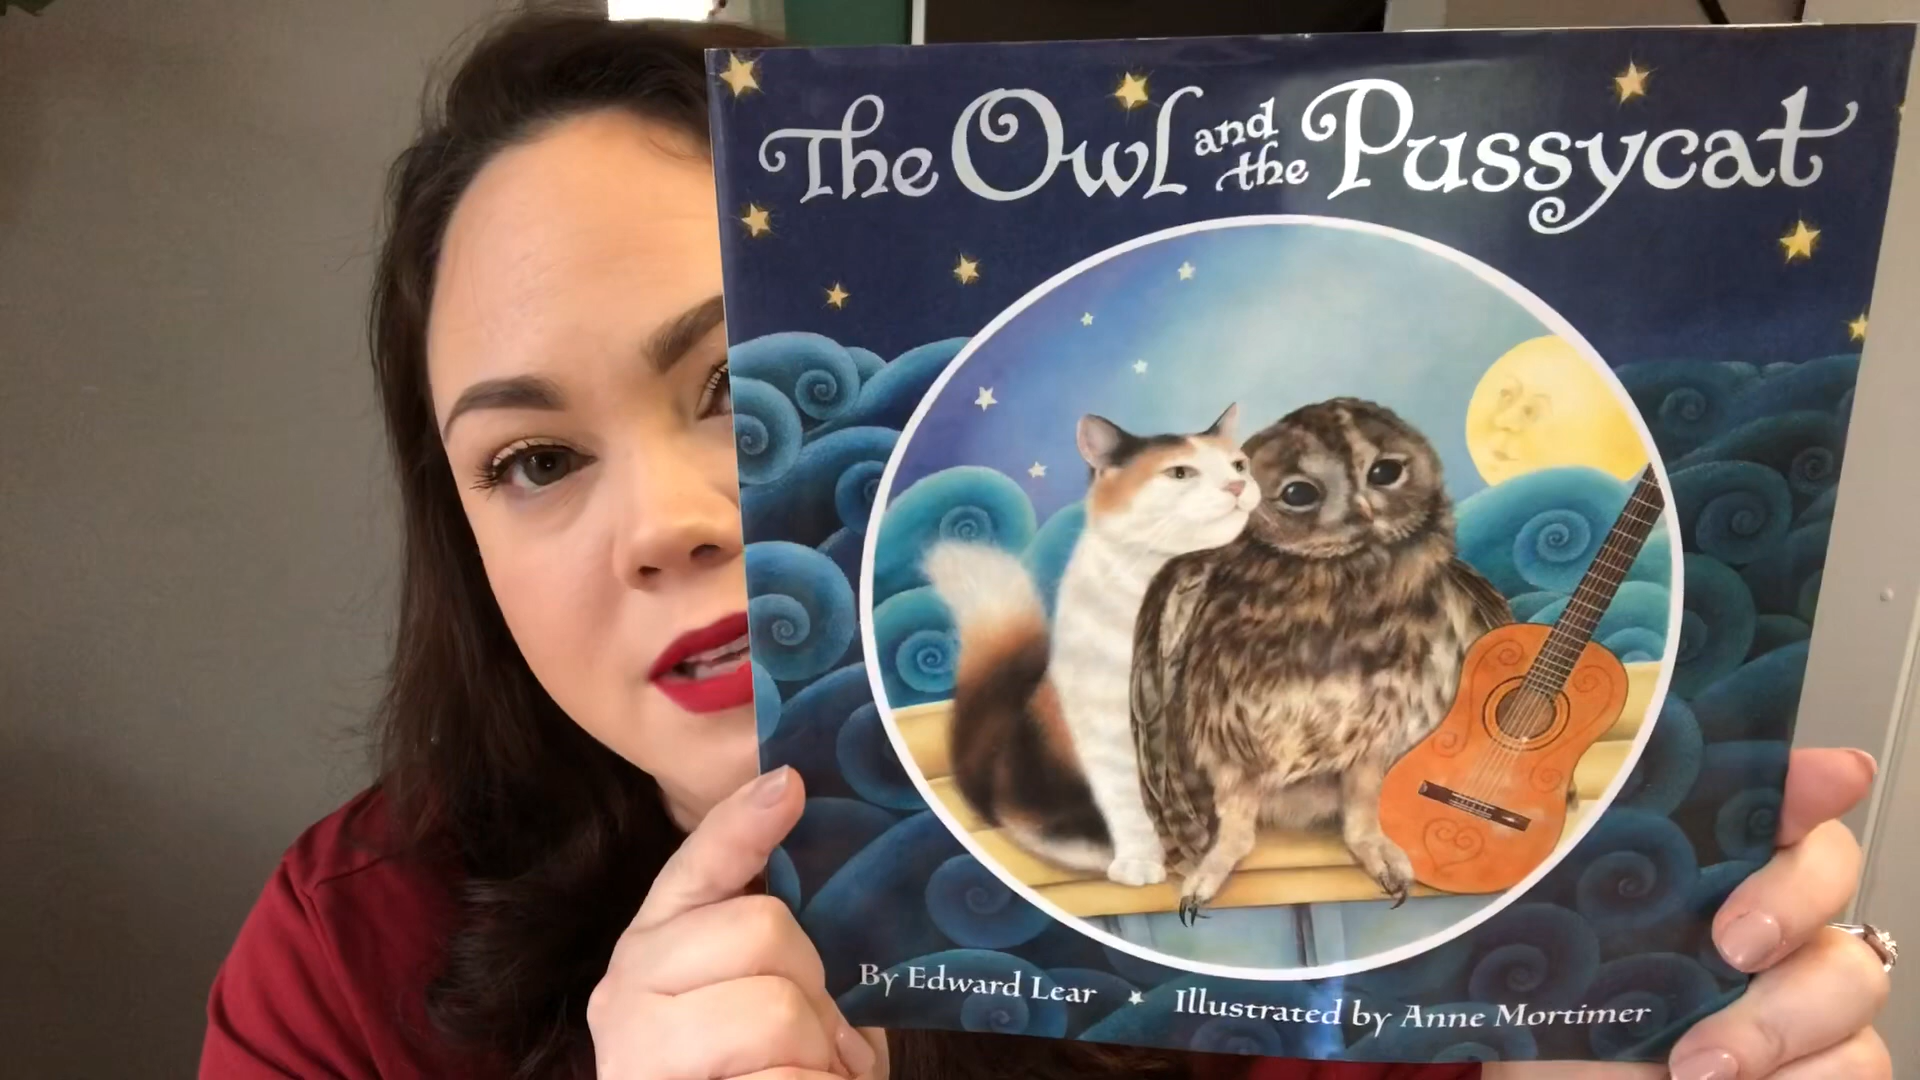 The Owl and the Pussycat
By Edward Lear ★ Illustrated by Anne Mortimer